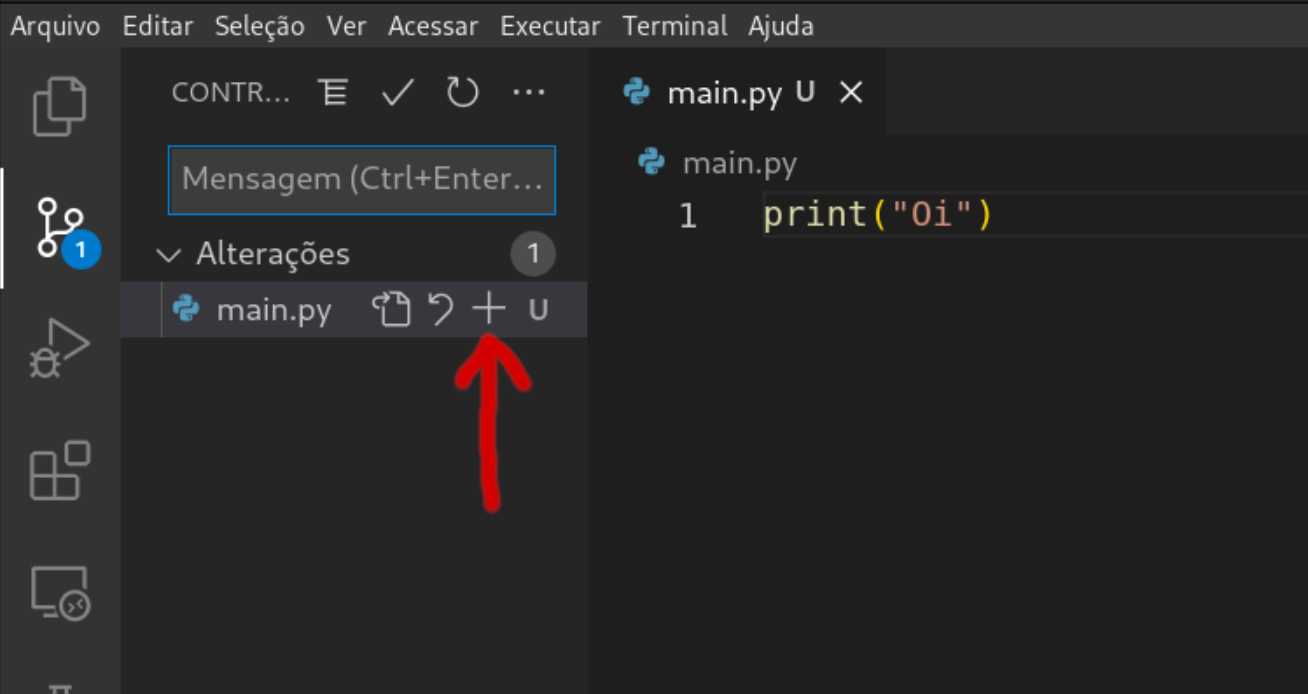 Arquivo Editar Seleção Ver Acessar Executar Terminal Ajuda
CONTR...
main.py U
Mensagem (Ctrl+Enter...
main.py
1 print("Oi")
1
Alterações 1
main.py U